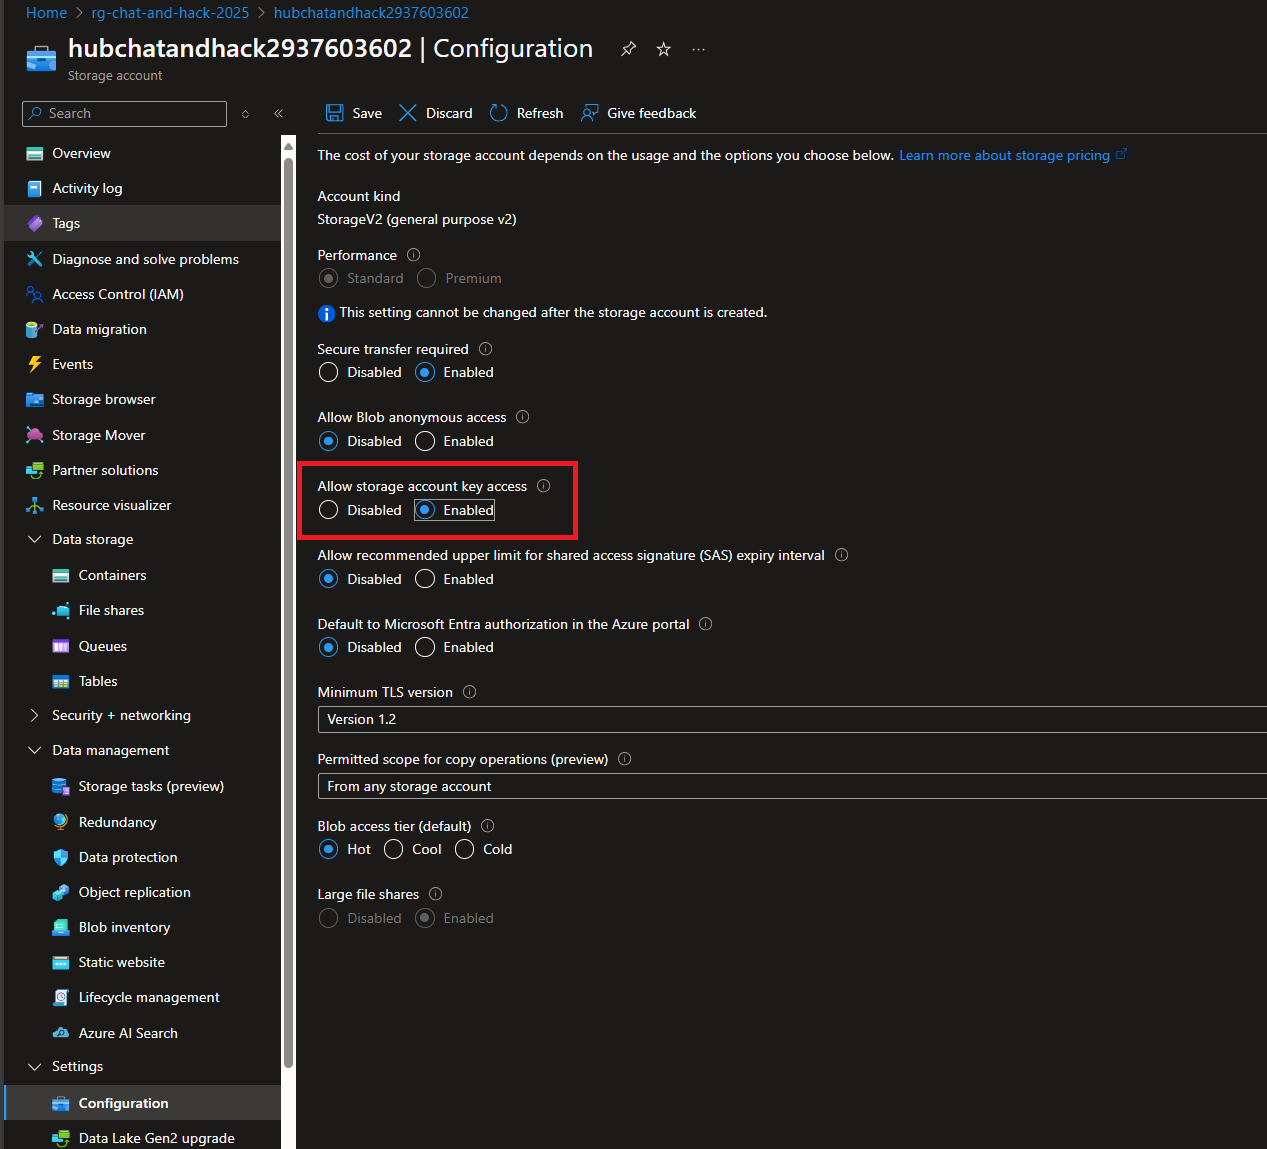 Home > rg-chat-and-hack-2025 > hubchatandhack2937603602
hubchatandhack2937603602 | Configuration
Storage account
Search
Save Discard Refresh Give feedback
Overview
Activity log
Tags
Diagnose and solve problems
Access Control (IAM)
Data migration
Events
Storage browser
Storage Mover
Partner solutions
Resource visualizer
Data storage
Containers
File shares
Queues
Tables
Security + networking
Data management
Storage tasks (preview)
Redundancy
Data protection
Object replication
Blob inventory
Static website
Lifecycle management
Azure AI Search
Settings
Configuration
Data Lake Gen2 upgrade
The cost of your storage account depends on the usage and the options you choose below. Learn more about storage pricing
Account kind
StorageV2 (general purpose v2)
Performance
Standard Premium
This setting cannot be changed after the storage account is created.
Secure transfer required
Disabled Enabled
Allow Blob anonymous access
Disabled Enabled
Allow storage account key access
Disabled Enabled
Allow recommended upper limit for shared access signature (SAS) expiry interval
Disabled Enabled
Default to Microsoft Entra authorization in the Azure portal
Disabled Enabled
Minimum TLS version
Version 1.2
Permitted scope for copy operations (preview)
From any storage account
Blob access tier (default)
Hot Cool Cold
Large file shares
Disabled Enabled